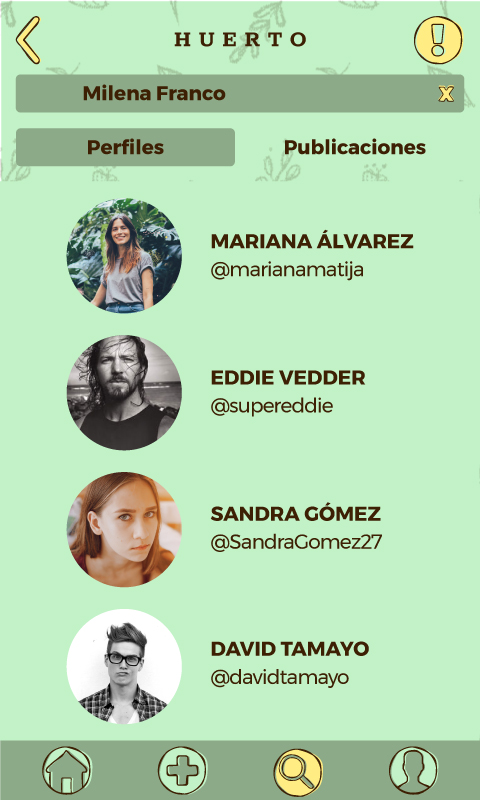 HUERTO
Milena Franco
x
Perfiles
Publicaciones
MARIANA ÁLVAREZ
@marianamatija
EDDIE VEDDER
@supereddie
SANDRA GÓMEZ
@SandraGomez27
DAVID TAMAYO
@davidtamayo